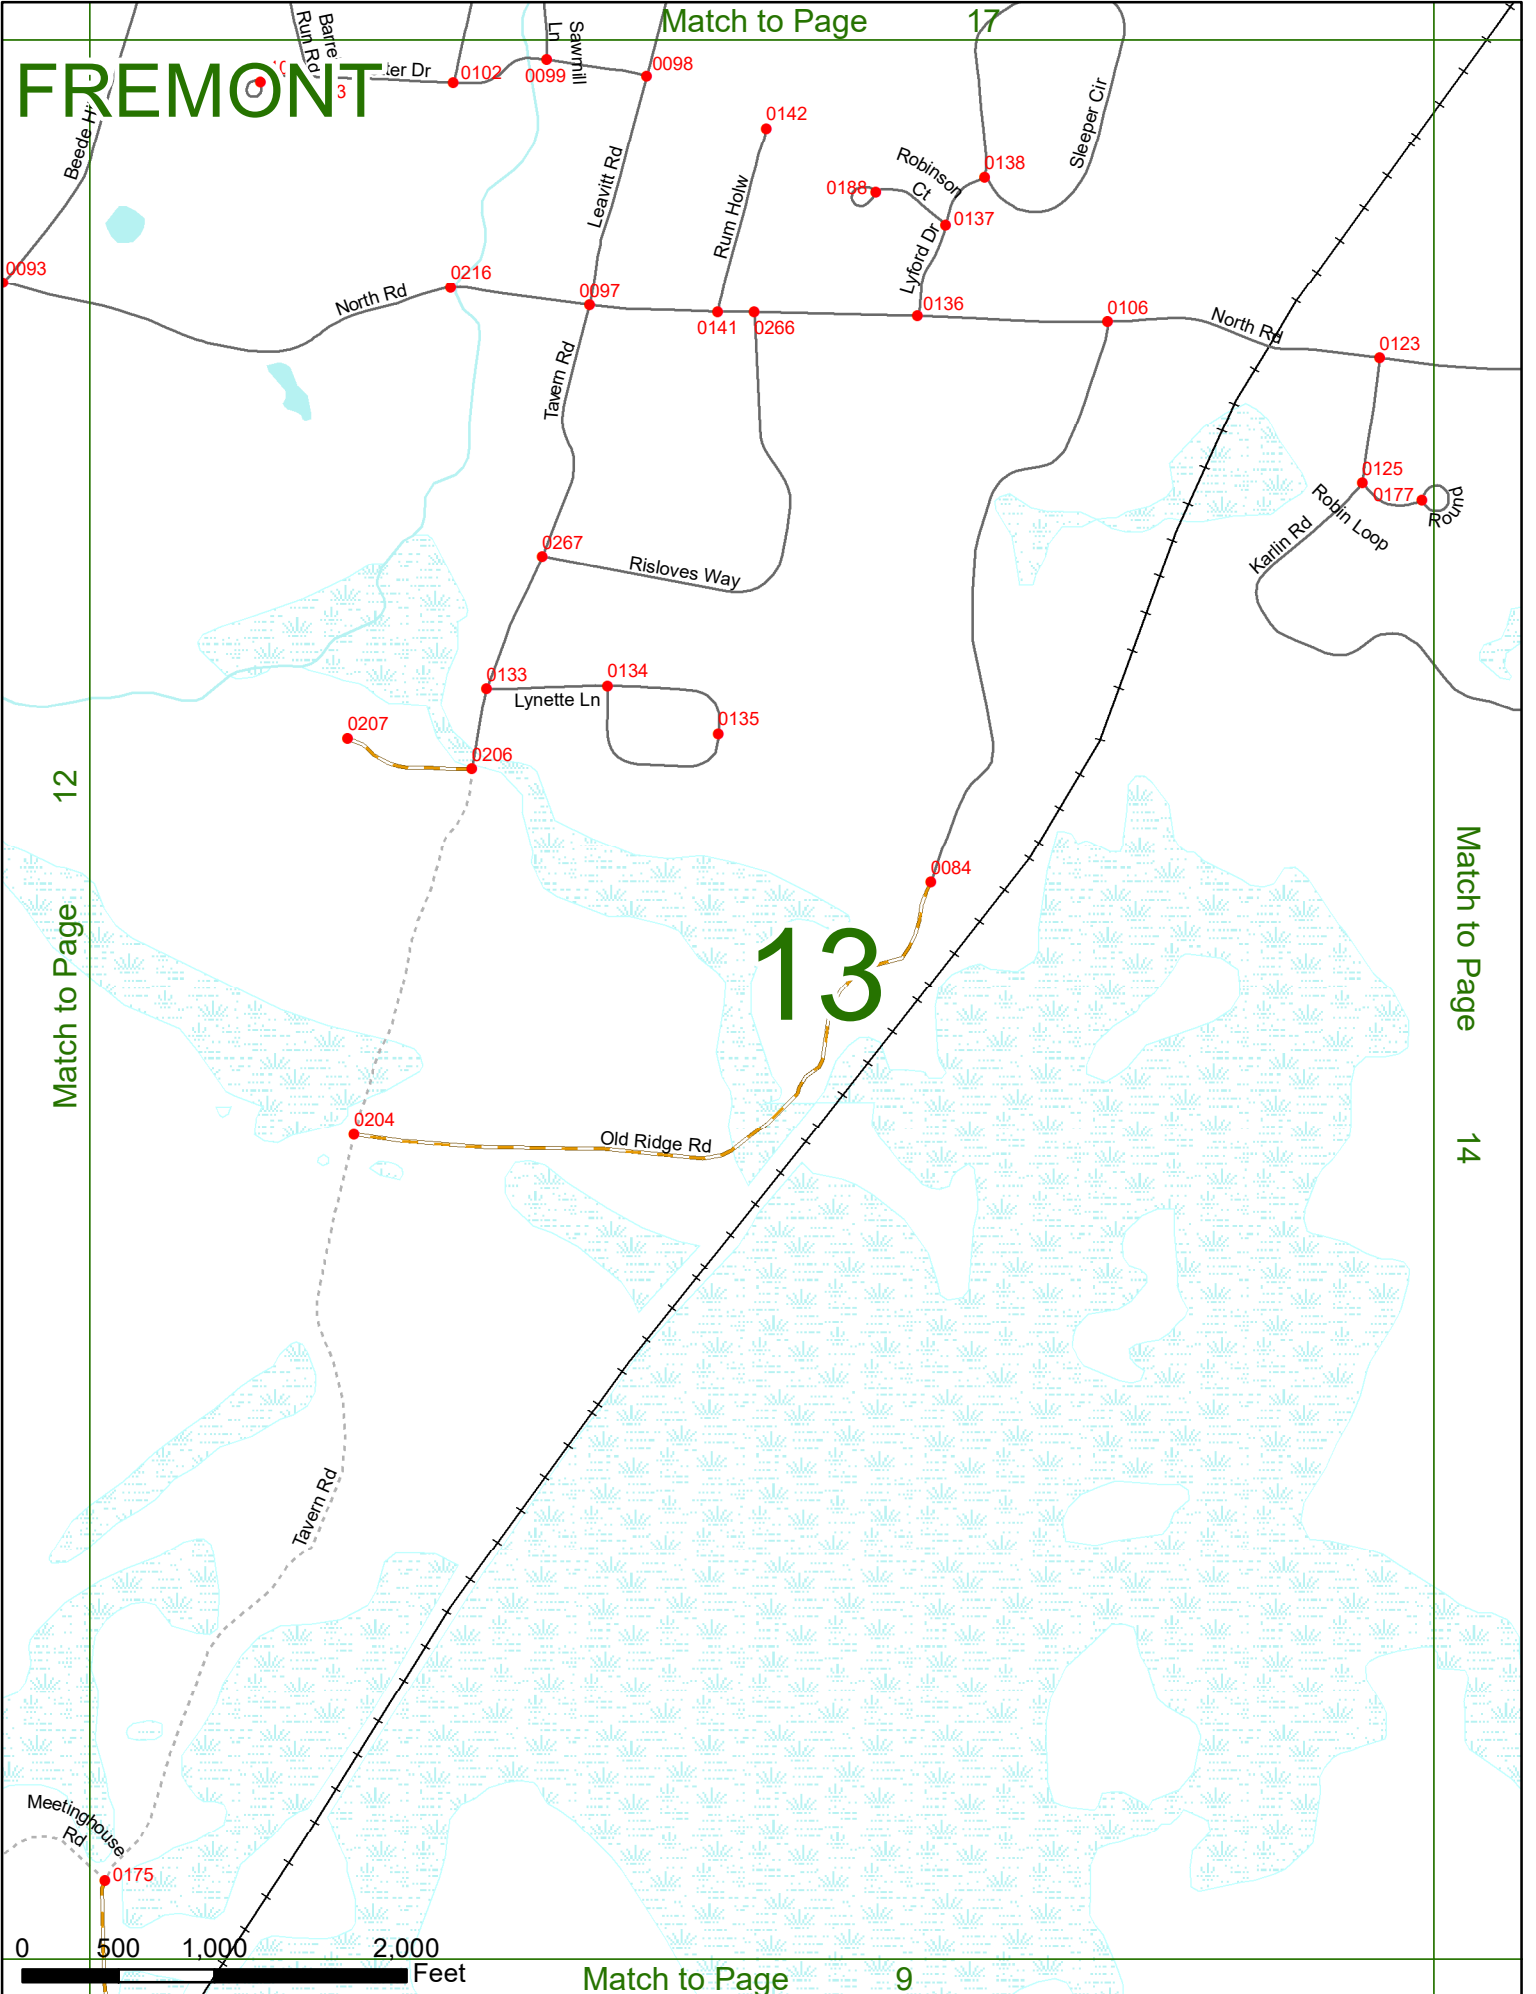 Match to Page 17
FREMONT
Run Rd
ter Dr
3
0102
Sawmill
Ln
0099
0098
0142
Sleeper Cir
Leavitt Rd
Rum Holw
Robinson
Ct
0138
0188
0137
Lyford Dr
0093
North Rd
0216
0097
0141
0266
0136
0106
North Rd
0123
Tavern Rd
0125
0177
Round
Robin Loop
Karlin Rd
0267
Risloves Way
0133
0134
Lynette Ln
0135
0207
0206
Match to Page 12
0084
13
Match to Page 14
0204
Old Ridge Rd
Tavern Rd
Meetinghouse
Rd
0175
0 500 1,000 2,000
Feet
Match to Page 9